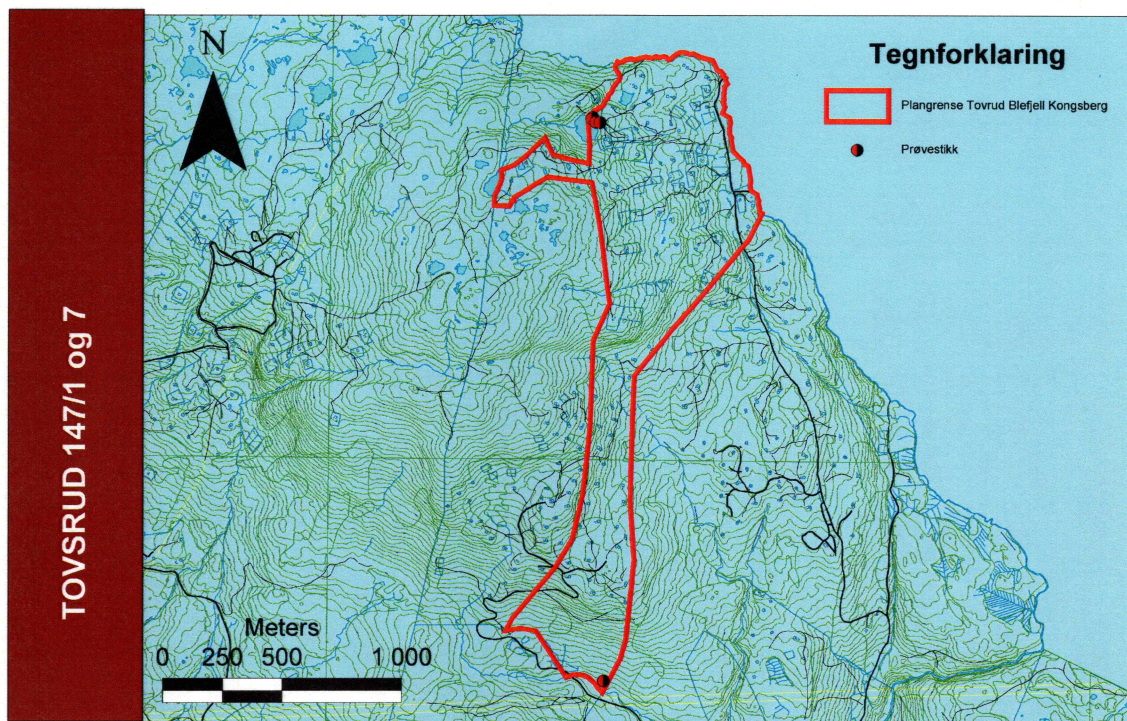 TOVSRUD 147/1 og 7
N
Tegnforklaring
Plangrense Tovrud Blefjell Kongsberg
Prøvestikk
Meters
0 250 500 1 000